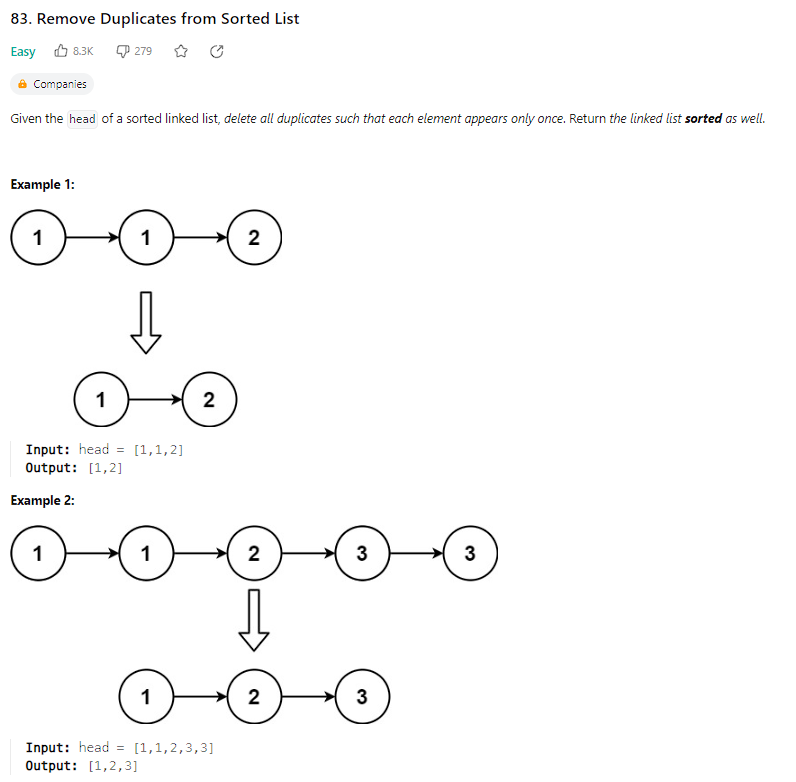 83. Remove Duplicates from Sorted List
Easy 8.3K 279
Companies
Given the head of a sorted linked list, delete all duplicates such that each element appears only once. Return the linked list sorted as well.
Example 1:
1 1 2
1 2
Input: head = [1,1,2]
Output: [1,2]
Example 2:
1 1 2 3 3
1 2 3
Input: head = [1,1,2,3,3]
Output: [1,2,3]